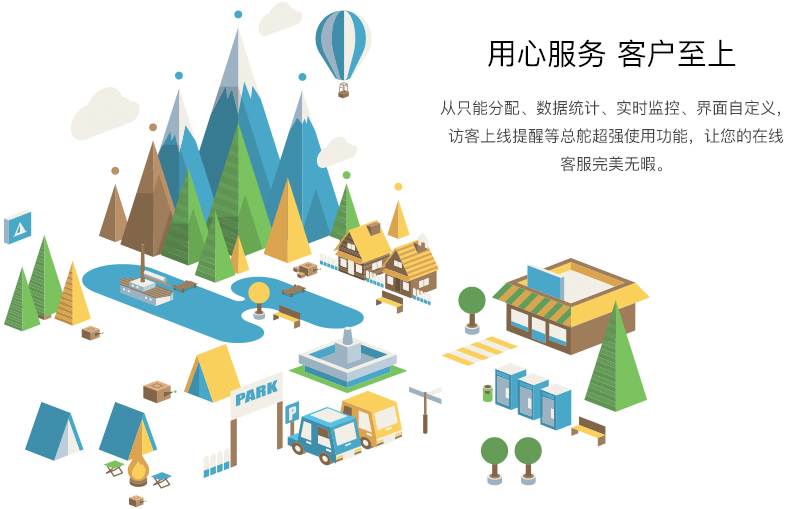 用心服务 客户至上
从只能分配、数据统计、实时监控、界面自定义，
访客上线提醒等总舵超强使用功能，让您的在线
客服完美无暇。
PARK
P